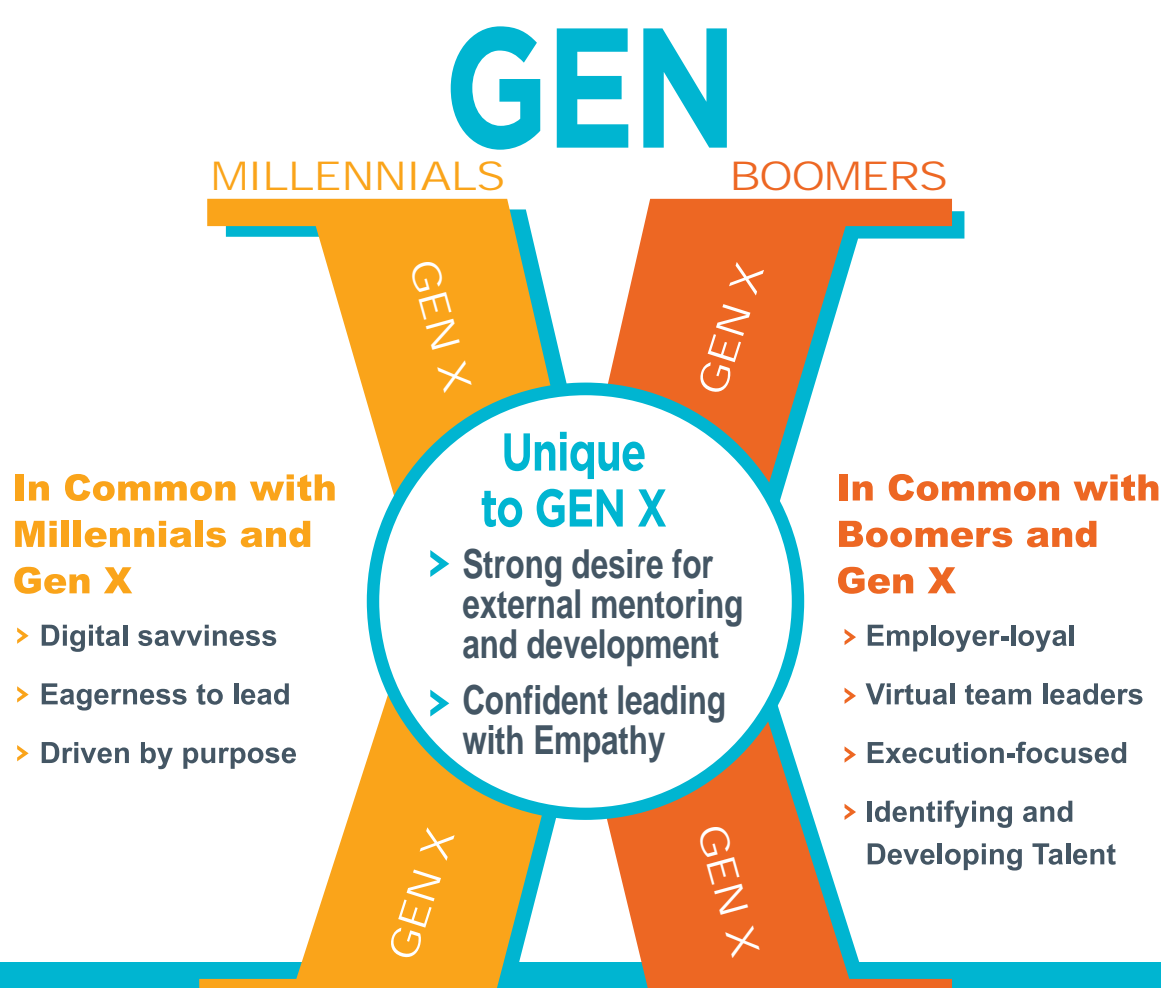 GEN
MILLENNIALS
BOOMERS
GEN X
GEN X
Unique
to GEN X
> Strong desire for
external mentoring
and development
> Confident leading
with Empathy
In Common with
Millennials and
Gen X
> Digital savviness
> Eagerness to lead
> Driven by purpose
In Common with
Boomers and
Gen X
> Employer-loyal
> Virtual team leaders
> Execution-focused
> Identifying and
Developing Talent
GEN X
GEN X